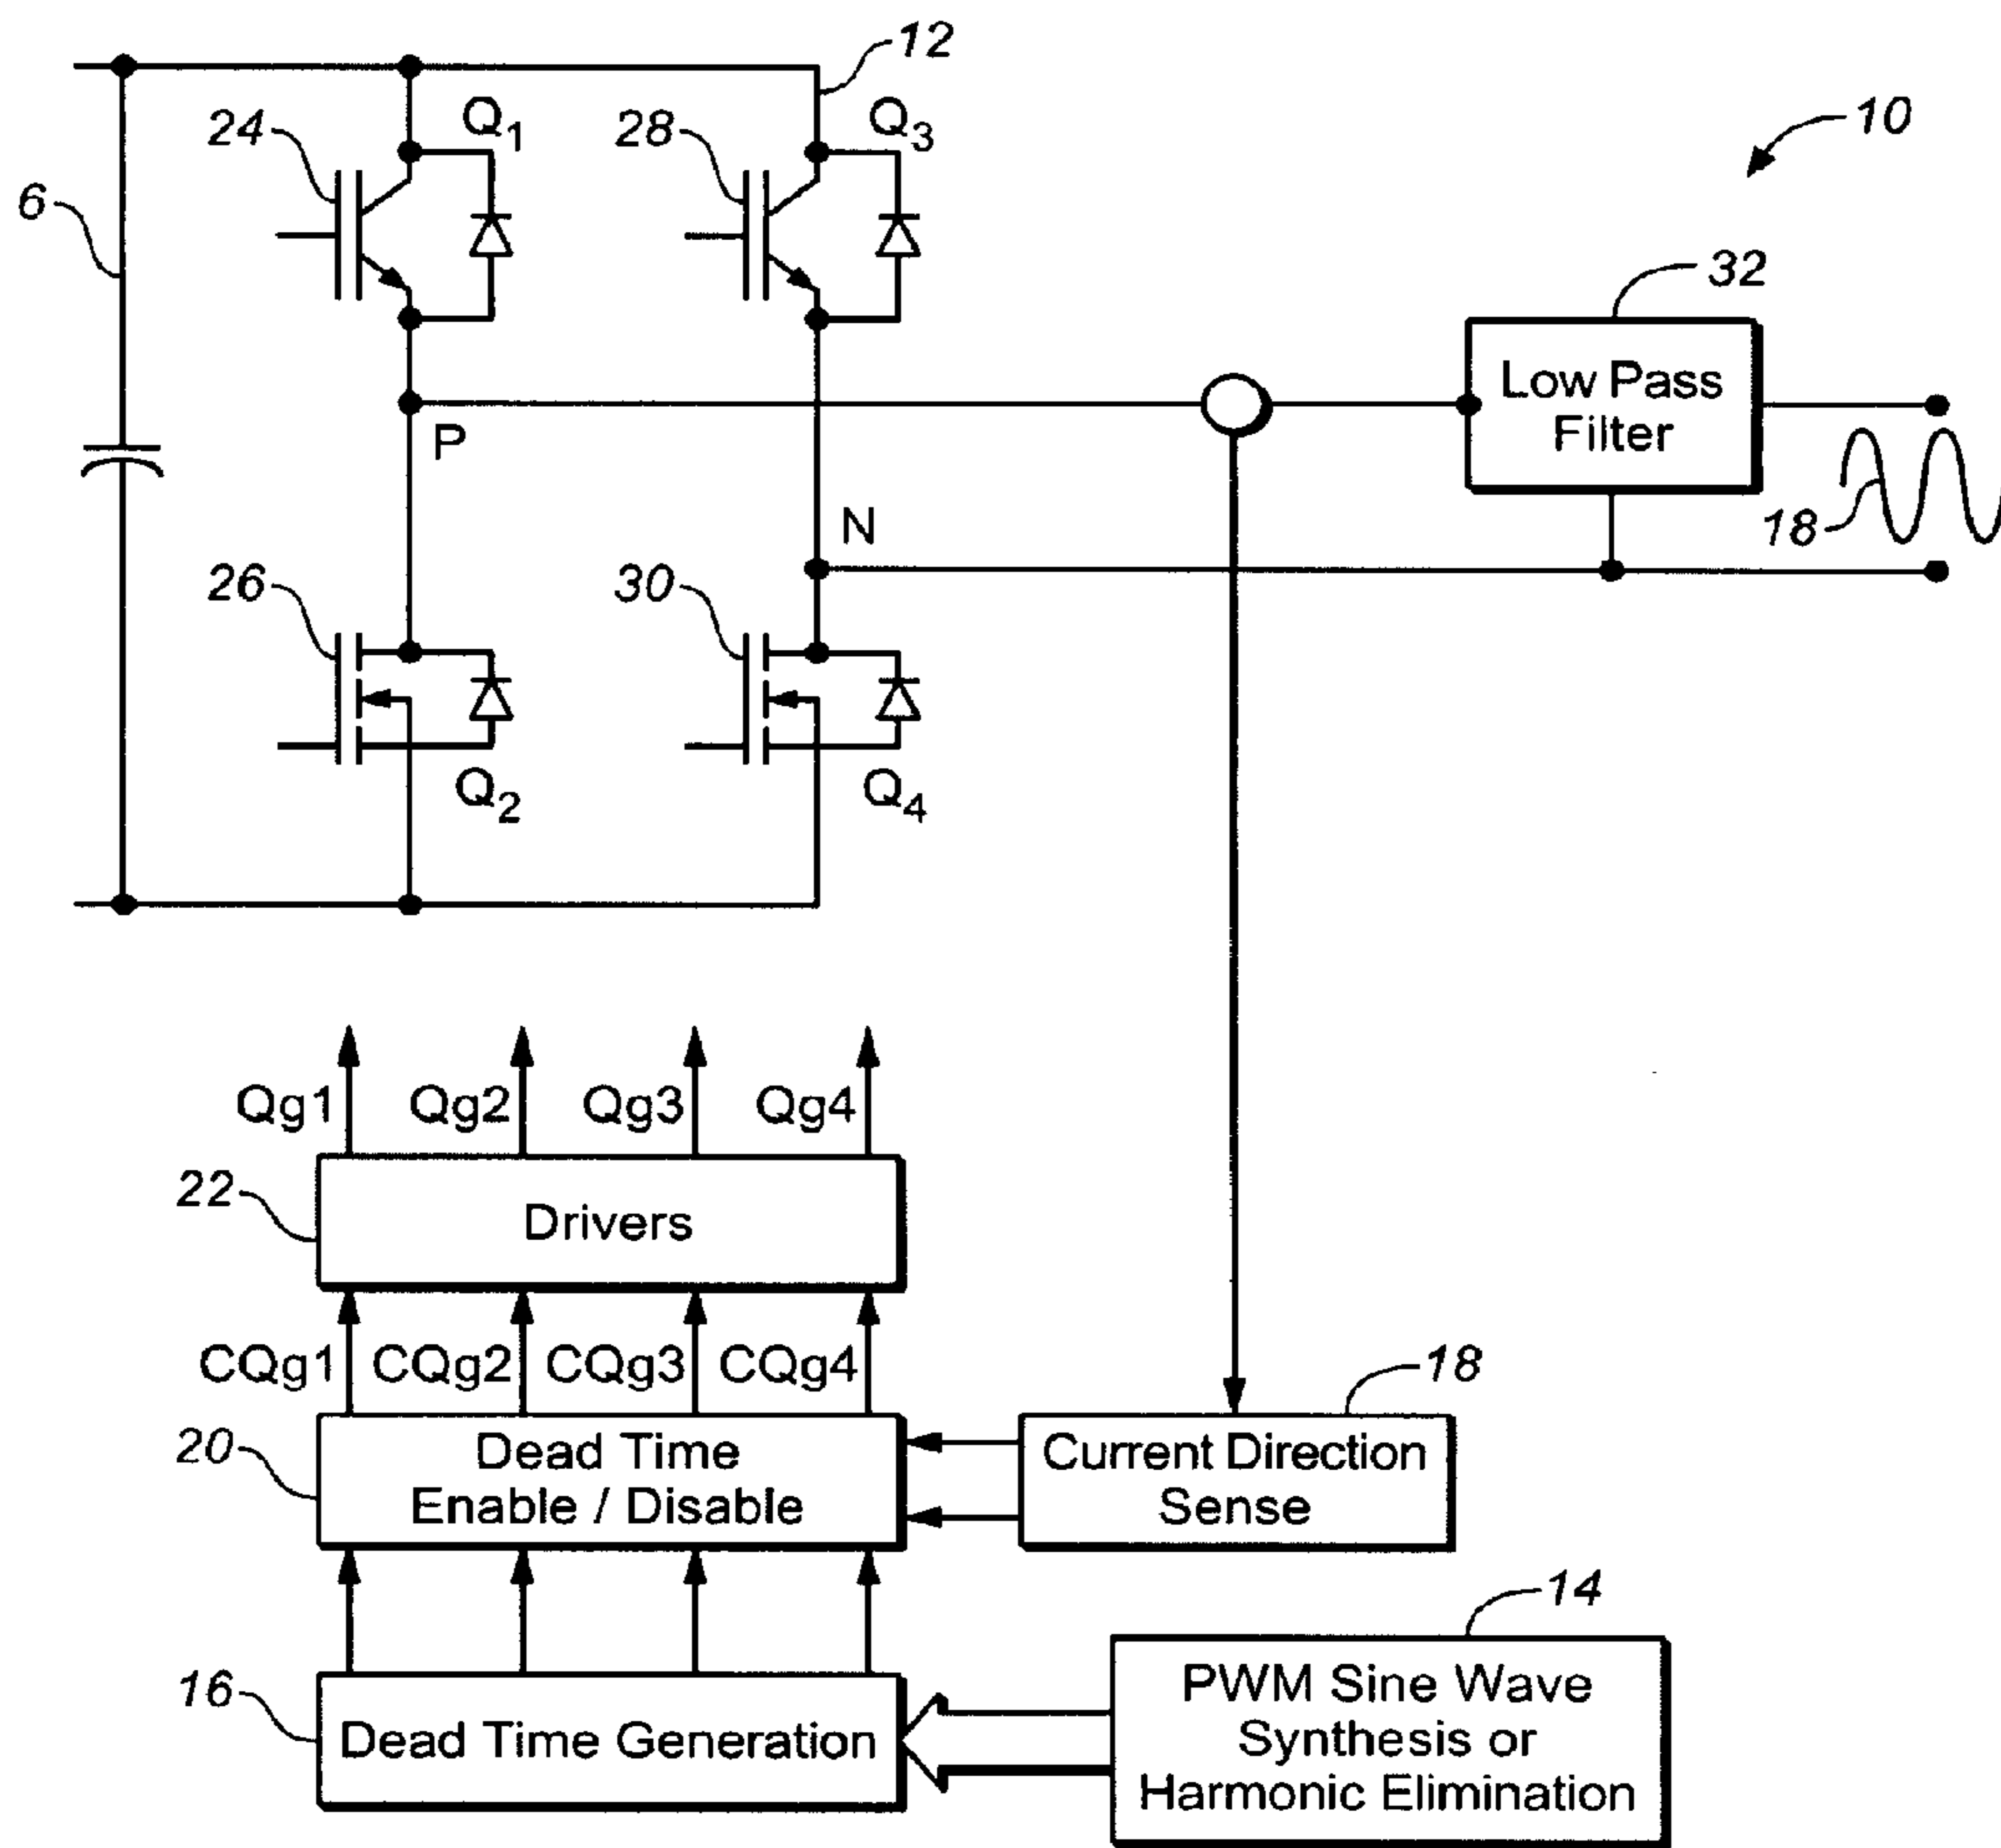 12
24
Q1
28
Q3
10
6
32
Low Pass
Filter
P
18
N
26
30
Q2
Q4
Qg1 Qg2 Qg3 Qg4
22
Drivers
CQg1 CQg2 CQg3 CQg4
18
20
Dead Time
Enable / Disable
Current Direction
Sense
14
16
Dead Time Generation
PWM Sine Wave
Synthesis or
Harmonic Elimination